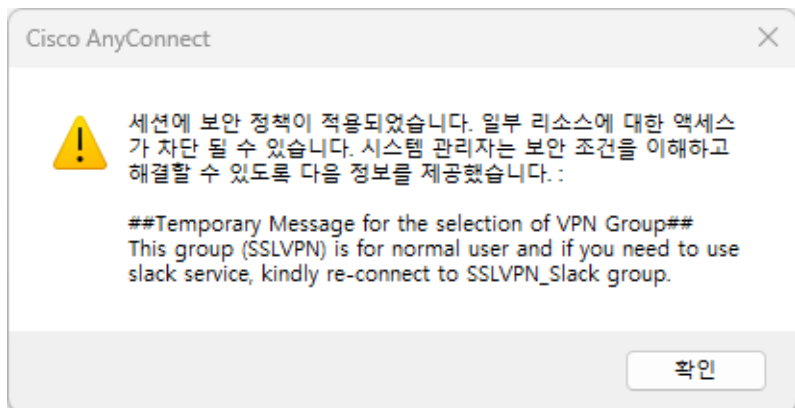 Cisco AnyConnect
세션에 보안 정책이 적용되었습니다. 일부 리소스에 대한 액세스
가 차단 될 수 있습니다. 시스템 관리자는 보안 조건을 이해하고
해결할 수 있도록 다음 정보를 제공했습니다. :
##Temporary Message for the selection of VPN Group##
This group (SSLVPN) is for normal user and if you need to use
slack service, kindly re-connect to SSLVPN_Slack group.
확인